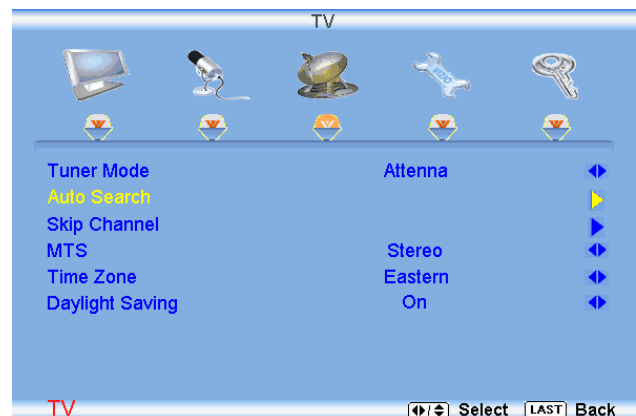 TV
VIZIO
Tuner Mode Attenna
Auto Search
Skip Channel
MTS Stereo
Time Zone Eastern
Daylight Saving On
TV Select LAST Back